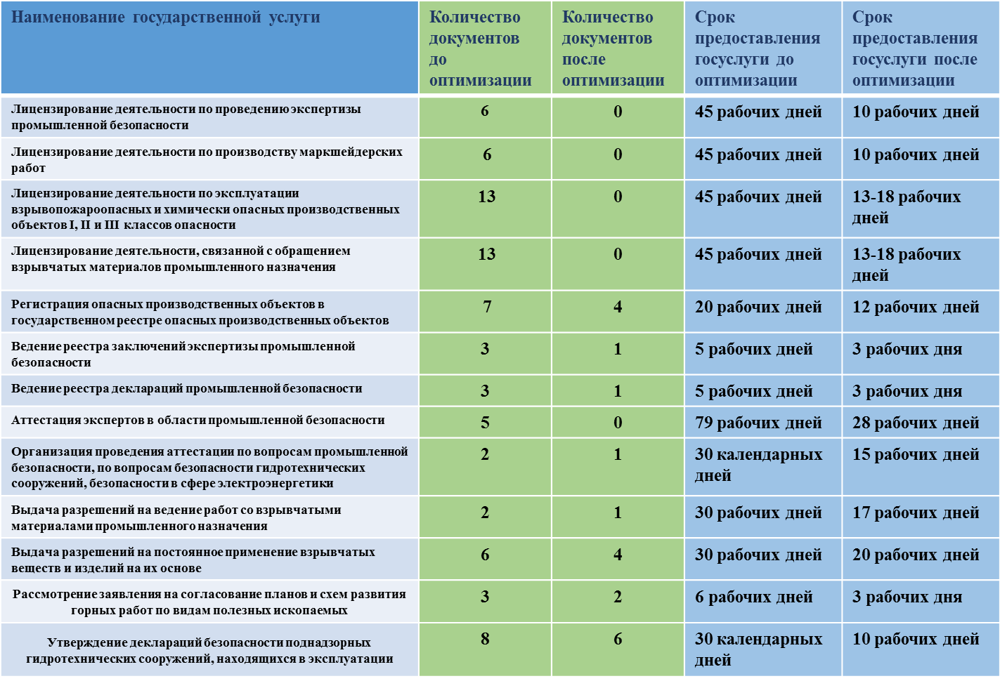 Наименование государственной услуги
Количество
документов
до
оптимизации
Количество
документов
после
оптимизации
Срок
предоставления
госуслуги до
оптимизации
Срок
предоставления
госуслуги после
оптимизации
Лицензирование деятельности по проведению экспертизы
промышленной безопасности
6
0
45 рабочих дней
10 рабочих дней
Лицензирование деятельности по производству маркшейдерских
работ
6
0
45 рабочих дней
10 рабочих дней
Лицензирование деятельности по эксплуатации
взрывопожароопасных и химически опасных производственных
объектов I, II и III классов опасности
13
0
45 рабочих дней
13-18 рабочих
дней
Лицензирование деятельности, связанной с обращением
взрывчатых материалов промышленного назначения
13
0
45 рабочих дней
13-18 рабочих
дней
Регистрация опасных производственных объектов в
государственном реестре опасных производственных объектов
7
4
20 рабочих дней
12 рабочих дней
Ведение реестра заключений экспертизы промышленной
безопасности
3
1
5 рабочих дней
3 рабочих дня
Ведение реестра деклараций промышленной безопасности
3
1
5 рабочих дней
3 рабочих дня
Аттестация экспертов в области промышленной безопасности
5
0
79 рабочих дней
28 рабочих дней
Организация проведения аттестации по вопросам промышленной
безопасности, по вопросам безопасности гидротехнических
сооружений, безопасности в сфере электроэнергетики
2
1
30 календарных
дней
15 рабочих дней
Выдача разрешений на ведение работ со взрывчатыми
материалами промышленного назначения
2
1
30 рабочих дней
17 рабочих дней
Выдача разрешений на постоянное применение взрывчатых
веществ и изделий на их основе
6
4
30 рабочих дней
20 рабочих дней
Рассмотрение заявления на согласование планов и схем развития
горных работ по видам полезных ископаемых
3
2
6 рабочих дней
3 рабочих дня
Утверждение деклараций безопасности поднадзорных
гидротехнических сооружений, находящихся в эксплуатации
8
6
30 календарных
дней
10 рабочих дней